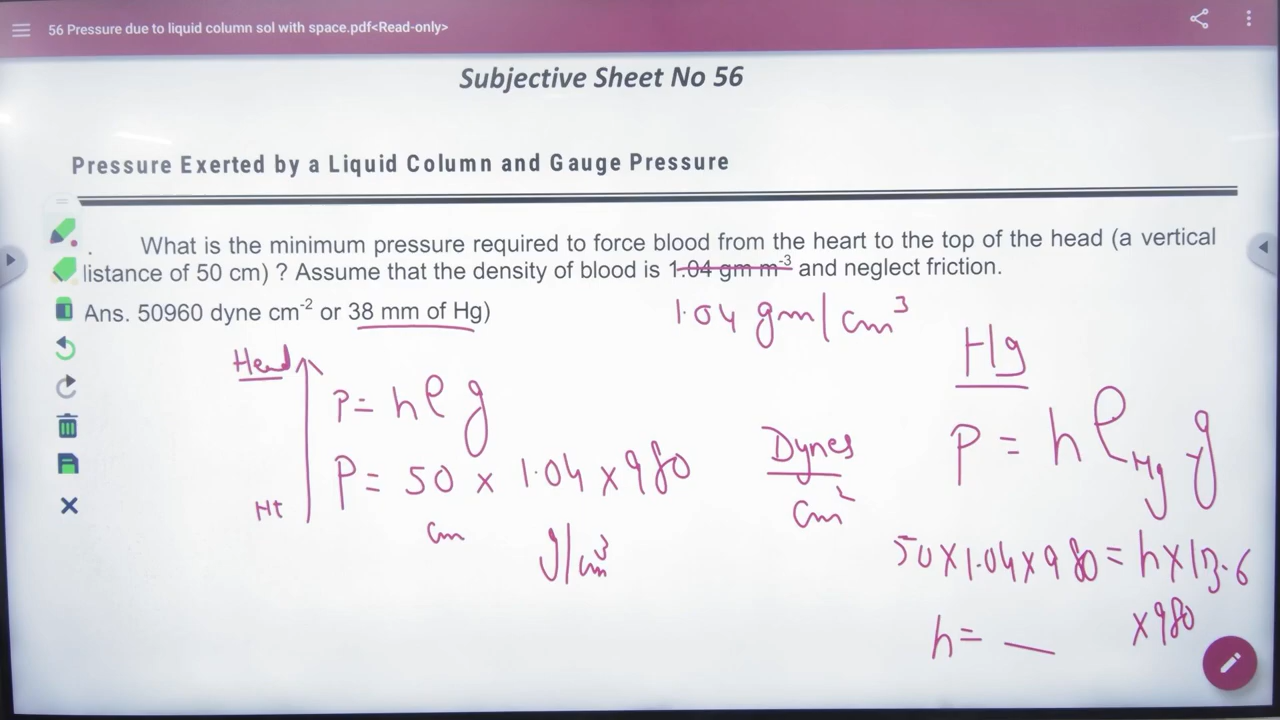 56 Pressure due to liquid column sol with space.pdf<Read-only>
Subjective Sheet No 56
Pressure Exerted by a Liquid Column and Gauge Pressure
. What is the minimum pressure required to force blood from the heart to the top of the head (a vertical
listance of 50 cm) ? Assume that the density of blood is 1.04 gm m⁻³ and neglect friction.
Ans. 50960 dyne cm⁻² or 38 mm of Hg)
1.04 gm/cm³
Head
P = hρg
P = 50 × 1.04 × 980
cm g/cm³
Ht
Dynes
cm²
Hg
P = hρHg g
50×1.04×980 = h×13.6
×980
h = —